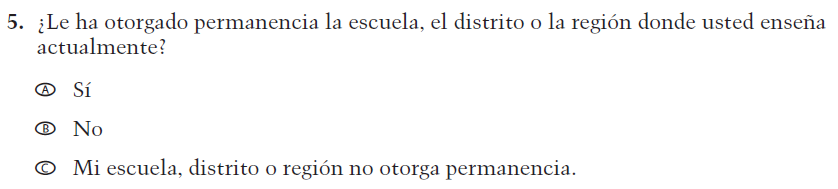 5. ¿Le ha otorgado permanencia la escuela, el distrito o la región donde usted enseña
actualmente?
A Sí
B No
C Mi escuela, distrito o región no otorga permanencia.